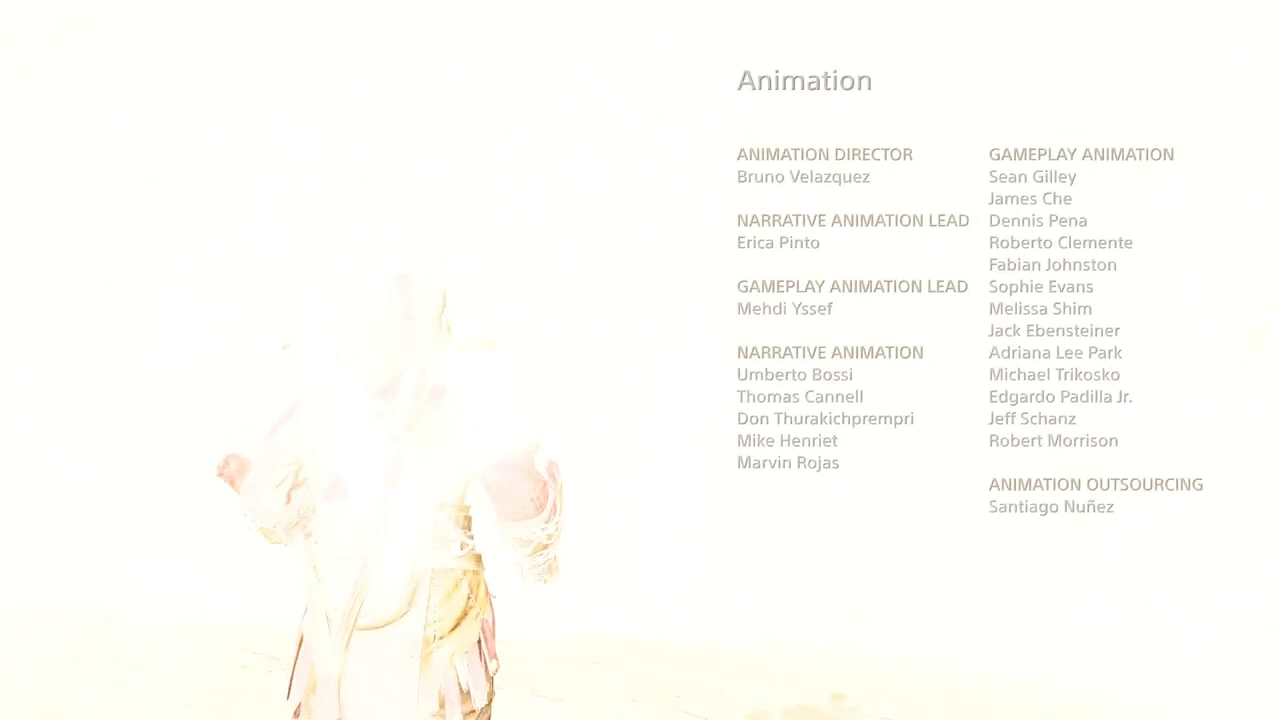 Animation
ANIMATION DIRECTOR
Bruno Velazquez
NARRATIVE ANIMATION LEAD
Erica Pinto
GAMEPLAY ANIMATION LEAD
Mehdi Yssef
NARRATIVE ANIMATION
Umberto Bossi
Thomas Cannell
Don Thurakichprempri
Mike Henriet
Marvin Rojas
GAMEPLAY ANIMATION
Sean Gilley
James Che
Dennis Pena
Roberto Clemente
Fabian Johnston
Sophie Evans
Melissa Shim
Jack Ebensteiner
Adriana Lee Park
Michael Trikosko
Edgardo Padilla Jr.
Jeff Schanz
Robert Morrison
ANIMATION OUTSOURCING
Santiago Nuñez